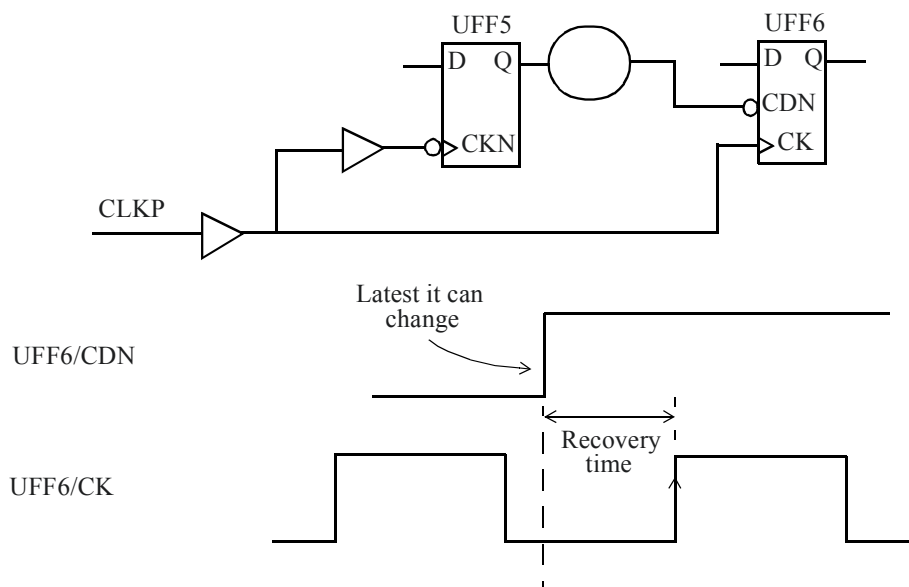 UFF5
UFF6
D Q
D Q
CDN
CKN
CK
CLKP
Latest it can
change
UFF6/CDN
Recovery
time
UFF6/CK